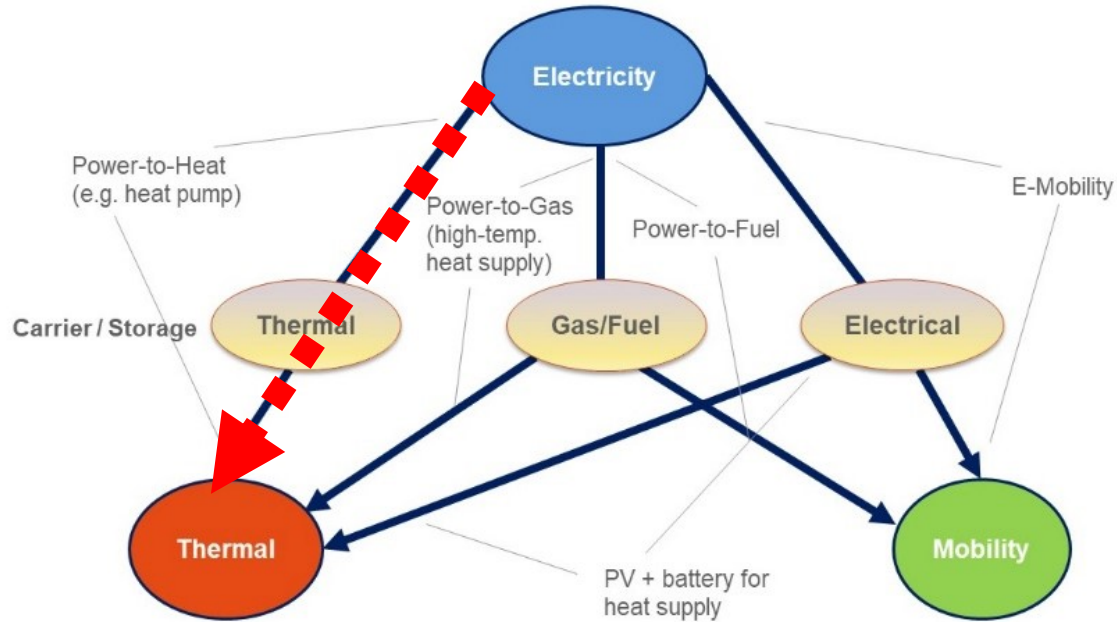 Electricity
Power-to-Heat
(e.g. heat pump)
Power-to-Gas
(high-temp.
heat supply)
Power-to-Fuel
E-Mobility
Carrier / Storage
Thermal
Gas/Fuel
Electrical
Thermal
Mobility
PV + battery for
heat supply